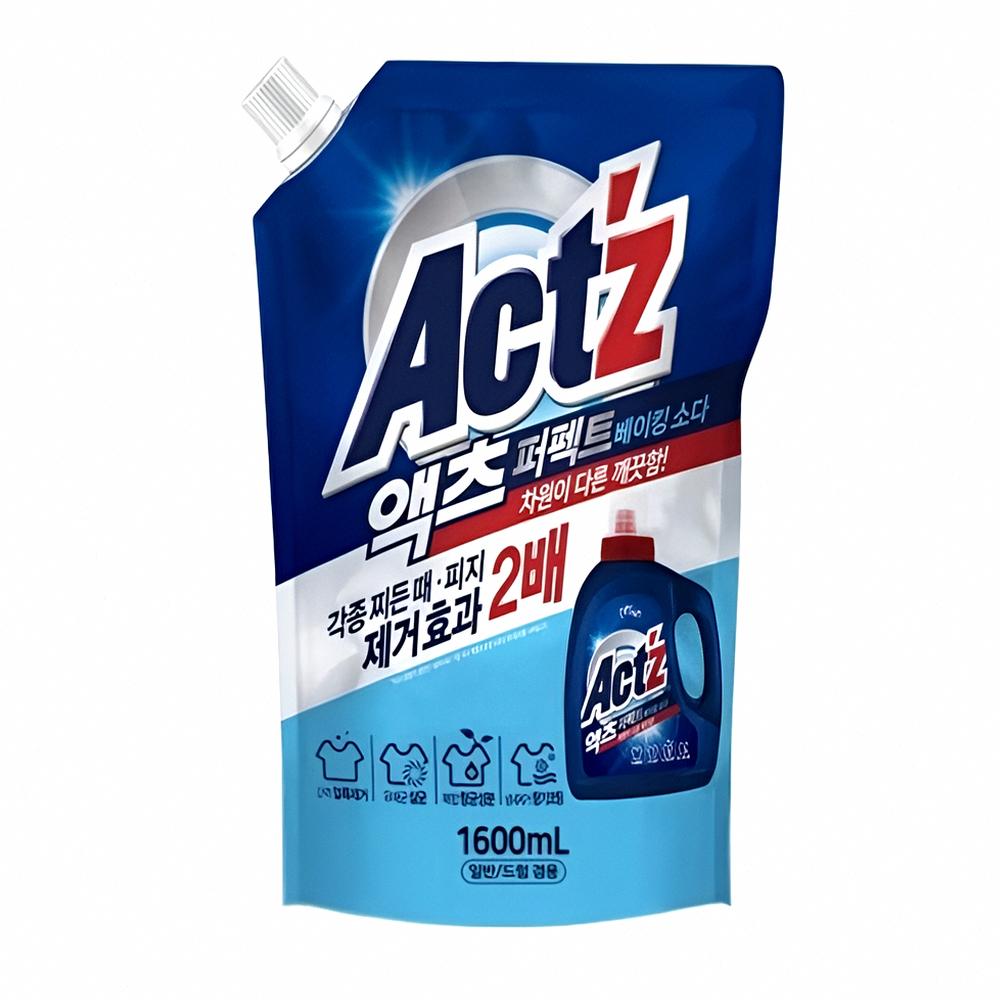 Act'z
액츠 퍼펙트 베이킹 소다
차원이 다른 깨끗함!
각종 찌든 때·피지
제거효과 2배
Act'z
액츠
1600mL
일반/드럼 겸용